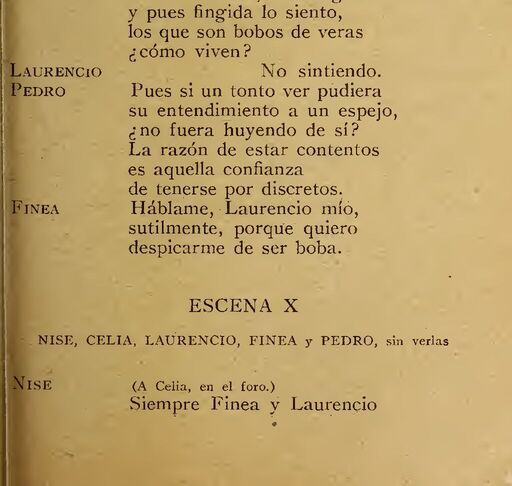 y pues fingida lo siento,
los que son bobos de veras
¿cómo viven?
LAURENCIO No sintiendo.
PEDRO Pues si un tonto ver pudiera
su entendimiento a un espejo,
¿no fuera huyendo de sí?
La razón de estar contentos
es aquella confianza
de tenerse por discretos.
FINEA Háblame, Laurencio mío,
sutilmente, porque quiero
despicarme de ser boba.
ESCENA X
NISE, CELIA, LAURENCIO, FINEA y PEDRO, sin verlas
NISE (A Celia, en el foro.)
Siempre Finea y Laurencio